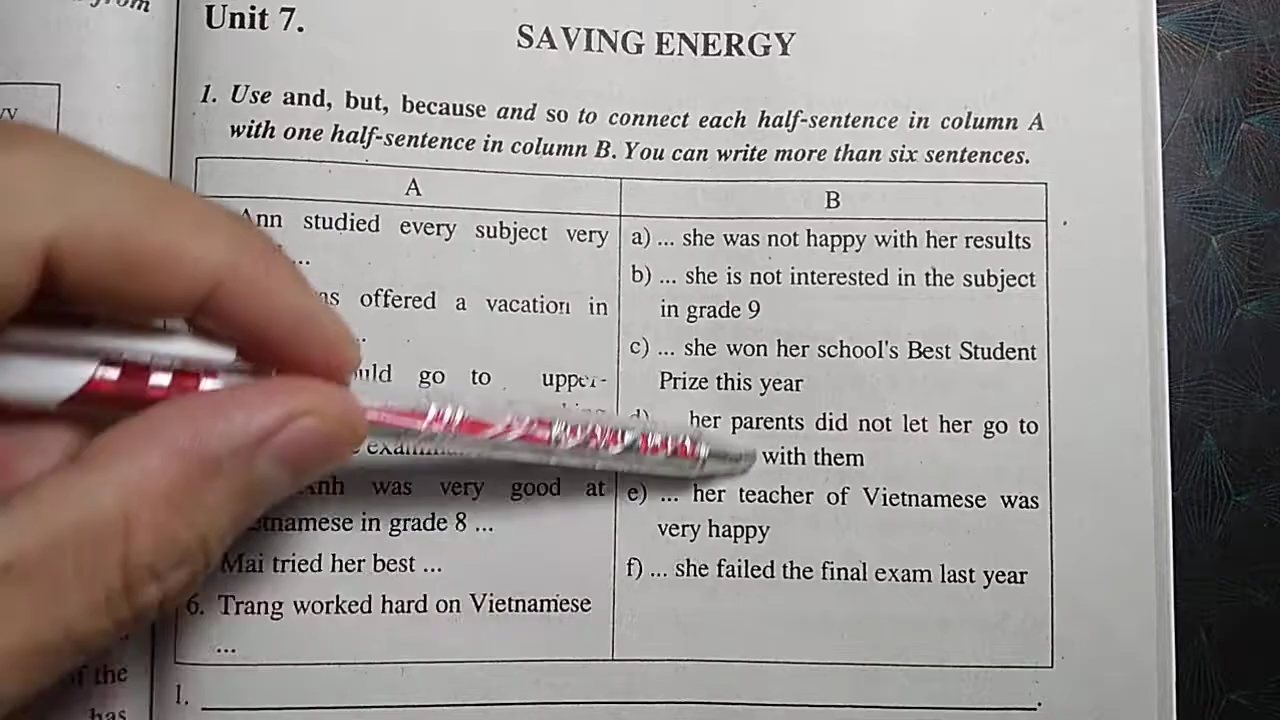 Unit 7.
SAVING ENERGY
1. Use and, but, because and so to connect each half-sentence in column A
with one half-sentence in column B. You can write more than six sentences.
A
Ann studied every subject very
...
offered a vacation in
go to upper-
was very good at
in grade 8 ...
Mai tried her best ...
6. Trang worked hard on Vietnamese
...
B
a) ... she was not happy with her results
b) ... she is not interested in the subject
in grade 9
c) ... she won her school's Best Student
Prize this year
her parents did not let her go to
with them
e) ... her teacher of Vietnamese was
very happy
f) ... she failed the final exam last year
1.
the
has